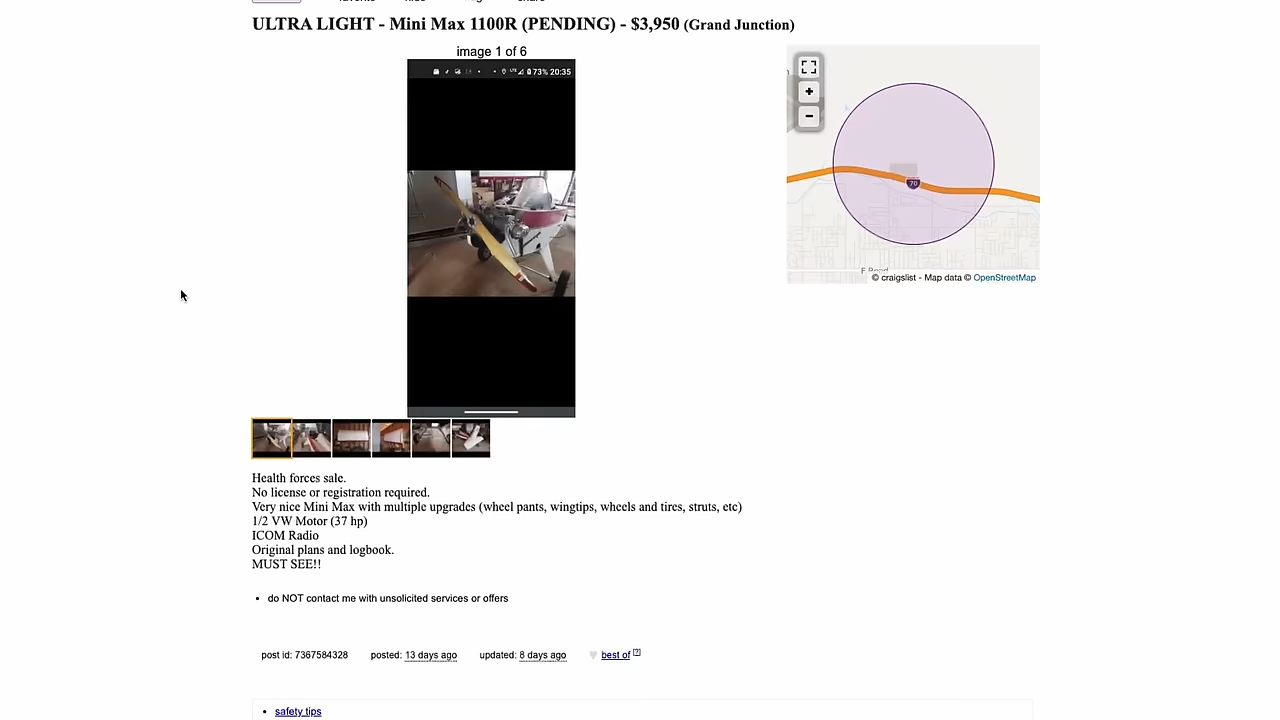 ULTRA LIGHT - Mini Max 1100R (PENDING) - $3,950 (Grand Junction)
image 1 of 6
LTE 73% 20:35
+
−
70
F Road
© craigslist - Map data © OpenStreetMap
Health forces sale.
No license or registration required.
Very nice Mini Max with multiple upgrades (wheel pants, wingtips, wheels and tires, struts, etc)
1/2 VW Motor (37 hp)
ICOM Radio
Original plans and logbook.
MUST SEE!!
• do NOT contact me with unsolicited services or offers
post id: 7367584328 posted: 13 days ago updated: 8 days ago best of [?]
• safety tips